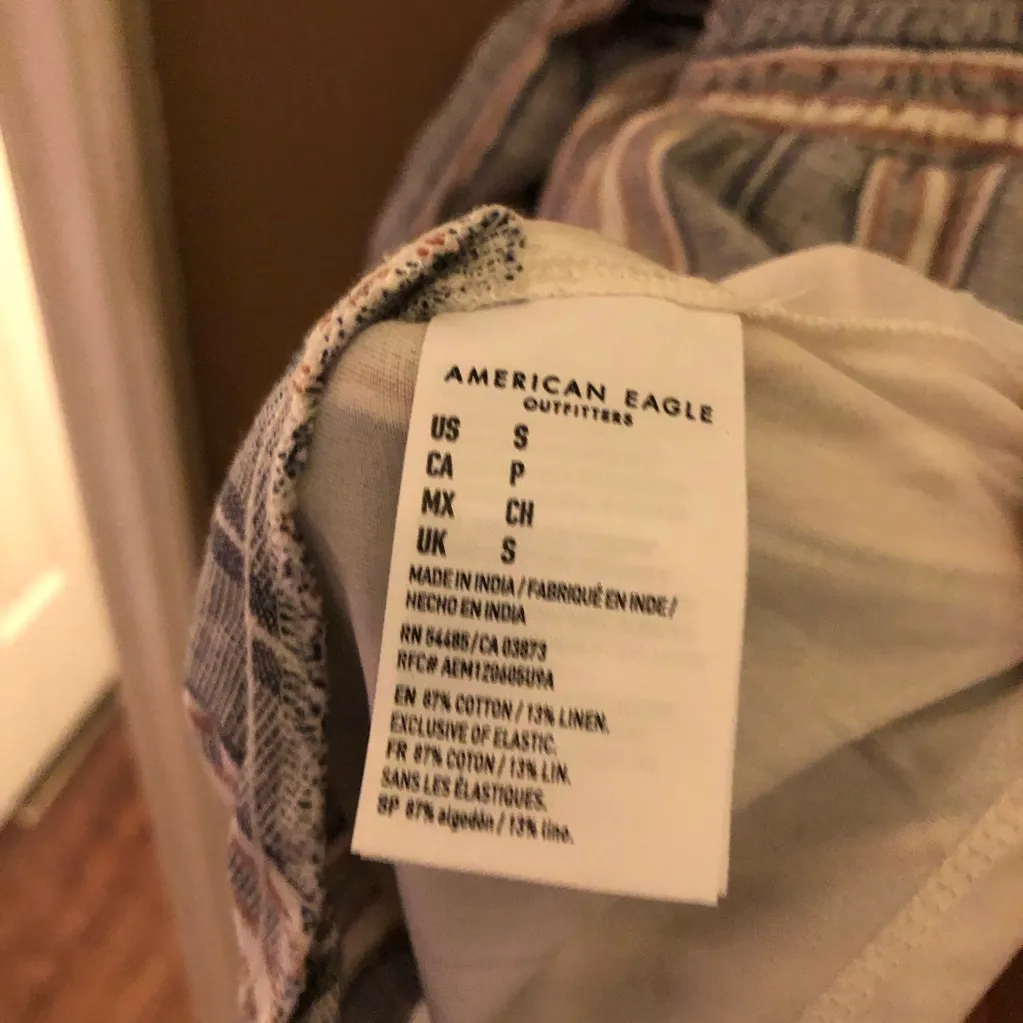 AMERICAN EAGLE
OUTFITTERS
US S
CA P
MX CH
UK S
MADE IN INDIA / FABRIQUÉ EN INDE /
HECHO EN INDIA
RN 54485 / CA 03873
RFC# AEM120605U9A
EN 87% COTTON / 13% LINEN.
EXCLUSIVE OF ELASTIC.
FR 87% COTON / 13% LIN.
SANS LES ÉLASTIQUES.
SP 87% algodón / 13% lino.